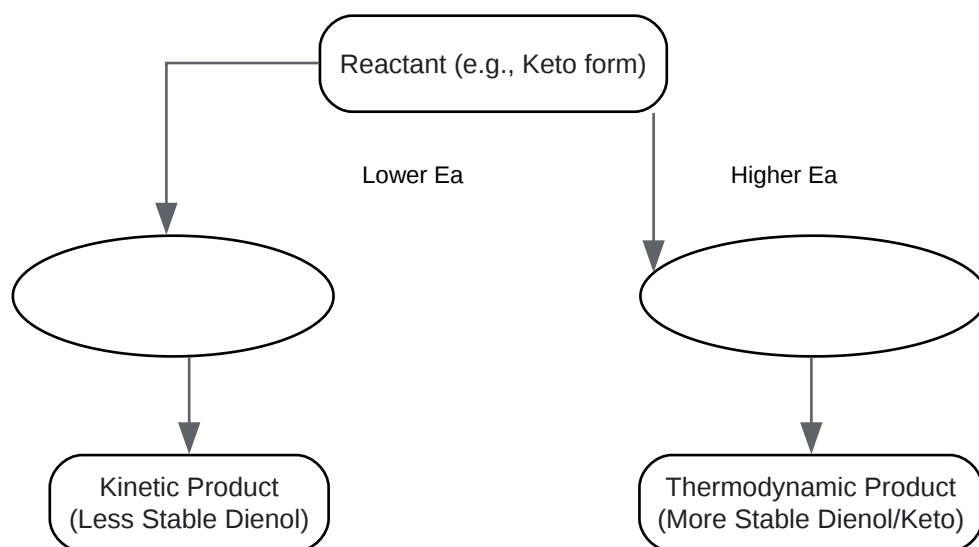 Reactant (e.g., Keto form)
Lower Ea
Higher Ea
Kinetic Product
(Less Stable Dienol)
Thermodynamic Product
(More Stable Dienol/Keto)